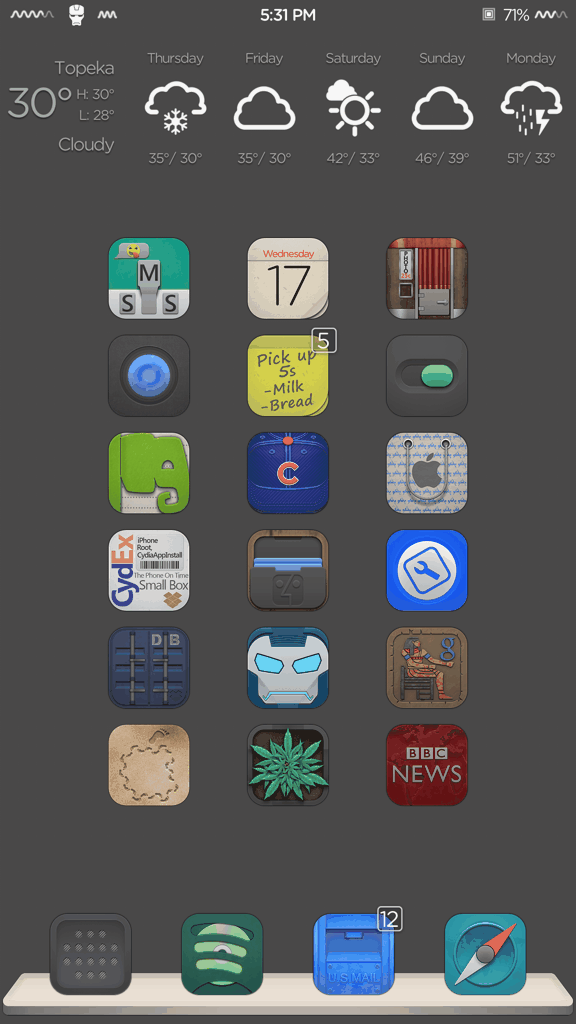 5:31 PM
71%
Topeka
30°
H: 30°
L: 28°
Cloudy
Thursday
35°/ 30°
Friday
35°/ 30°
Saturday
42°/ 33°
Sunday
46°/ 39°
Monday
51°/ 33°
M
S S
Wednesday
17
PHOTO
5
Pick up
5s
-Milk
-Bread
C
CydEx
iPhone
Root,
CydiaAppInstall
The Phone On Time
Small Box
DB
g
BBC
NEWS
12
U.S.MAIL